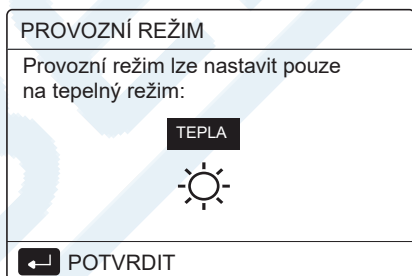 PROVOZNÍ REŽIM
Provozní režim lze nastavit pouze
na tepelný režim:
TEPLA
POTVRDIT